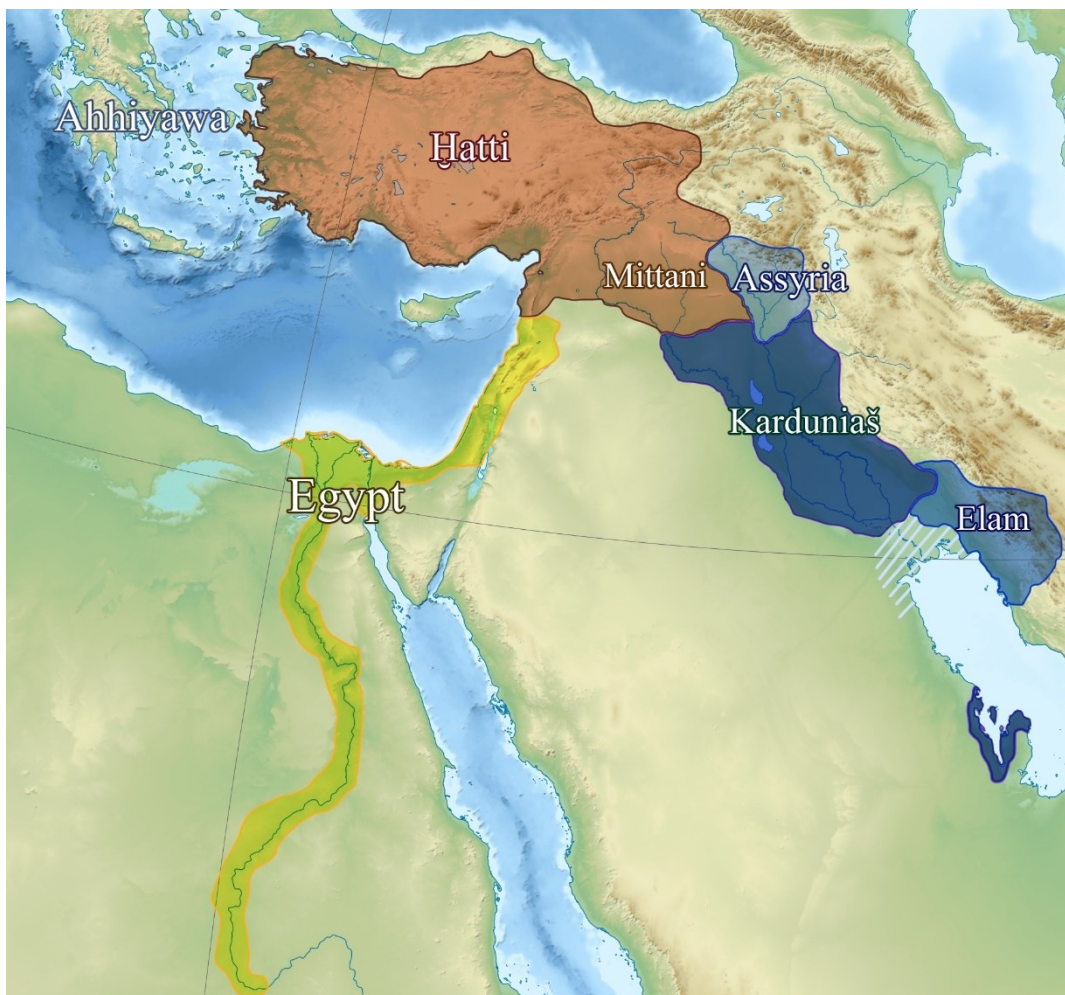 Ahhiyawa
Ḫatti
Mittani
Assyria
Karduniaš
Egypt
Elam